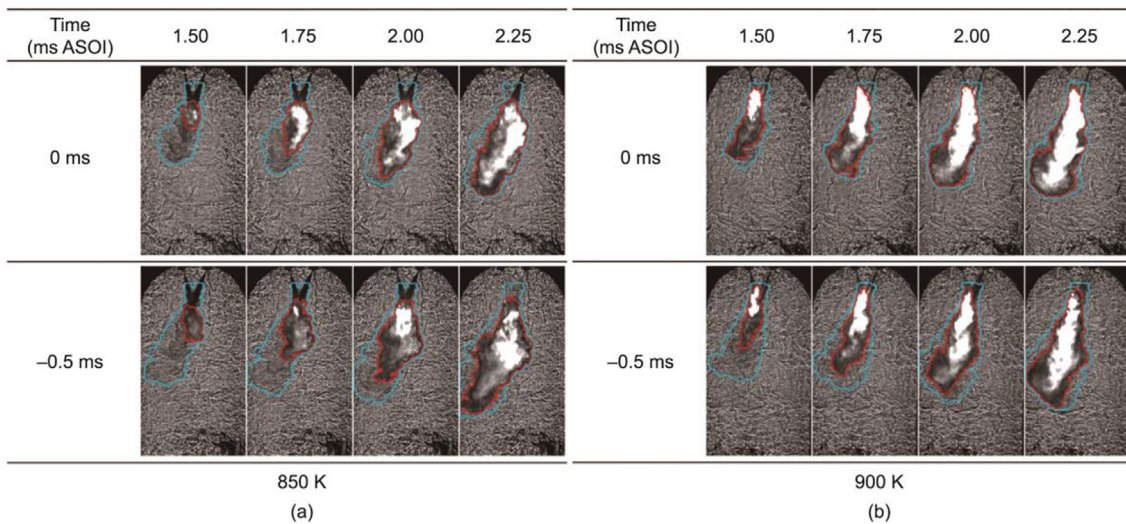 Time
(ms ASOI)
1.50
1.75
2.00
2.25
0 ms
–0.5 ms
850 K
(a)
Time
(ms ASOI)
1.50
1.75
2.00
2.25
0 ms
–0.5 ms
900 K
(b)